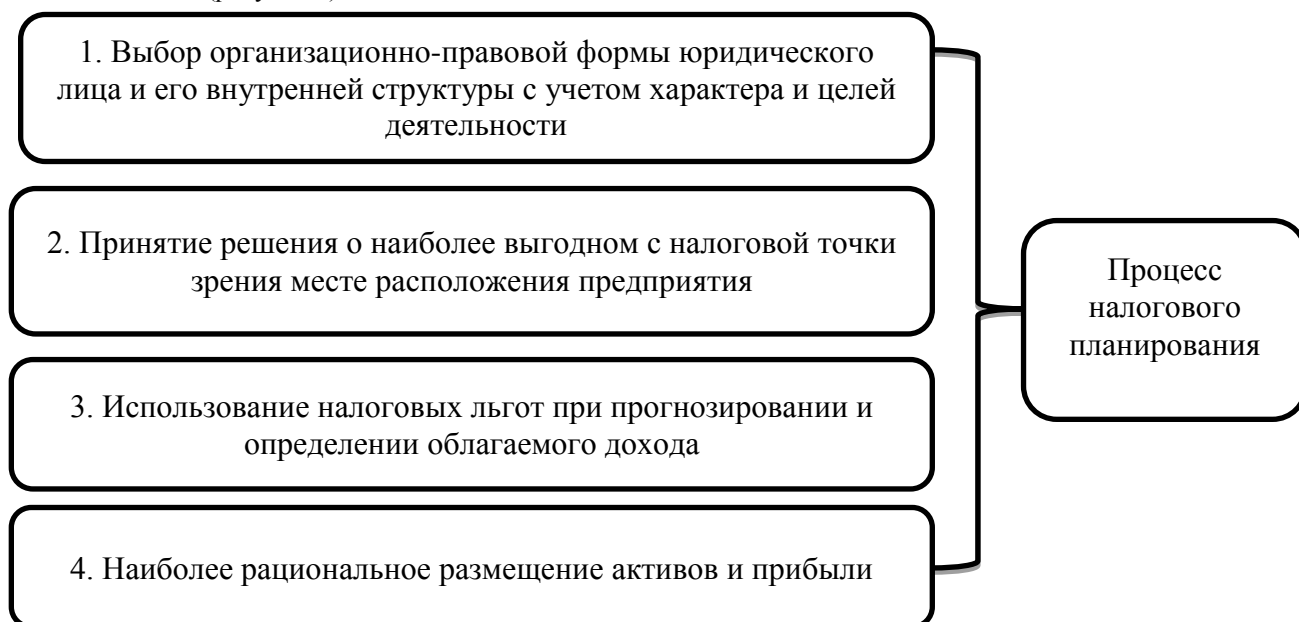 1. Выбор организационно-правовой формы юридического
лица и его внутренней структуры с учетом характера и целей
деятельности
2. Принятие решения о наиболее выгодном с налоговой точки
зрения месте расположения предприятия
Процесс
налогового
планирования
3. Использование налоговых льгот при прогнозировании и
определении облагаемого дохода
4. Наиболее рациональное размещение активов и прибыли